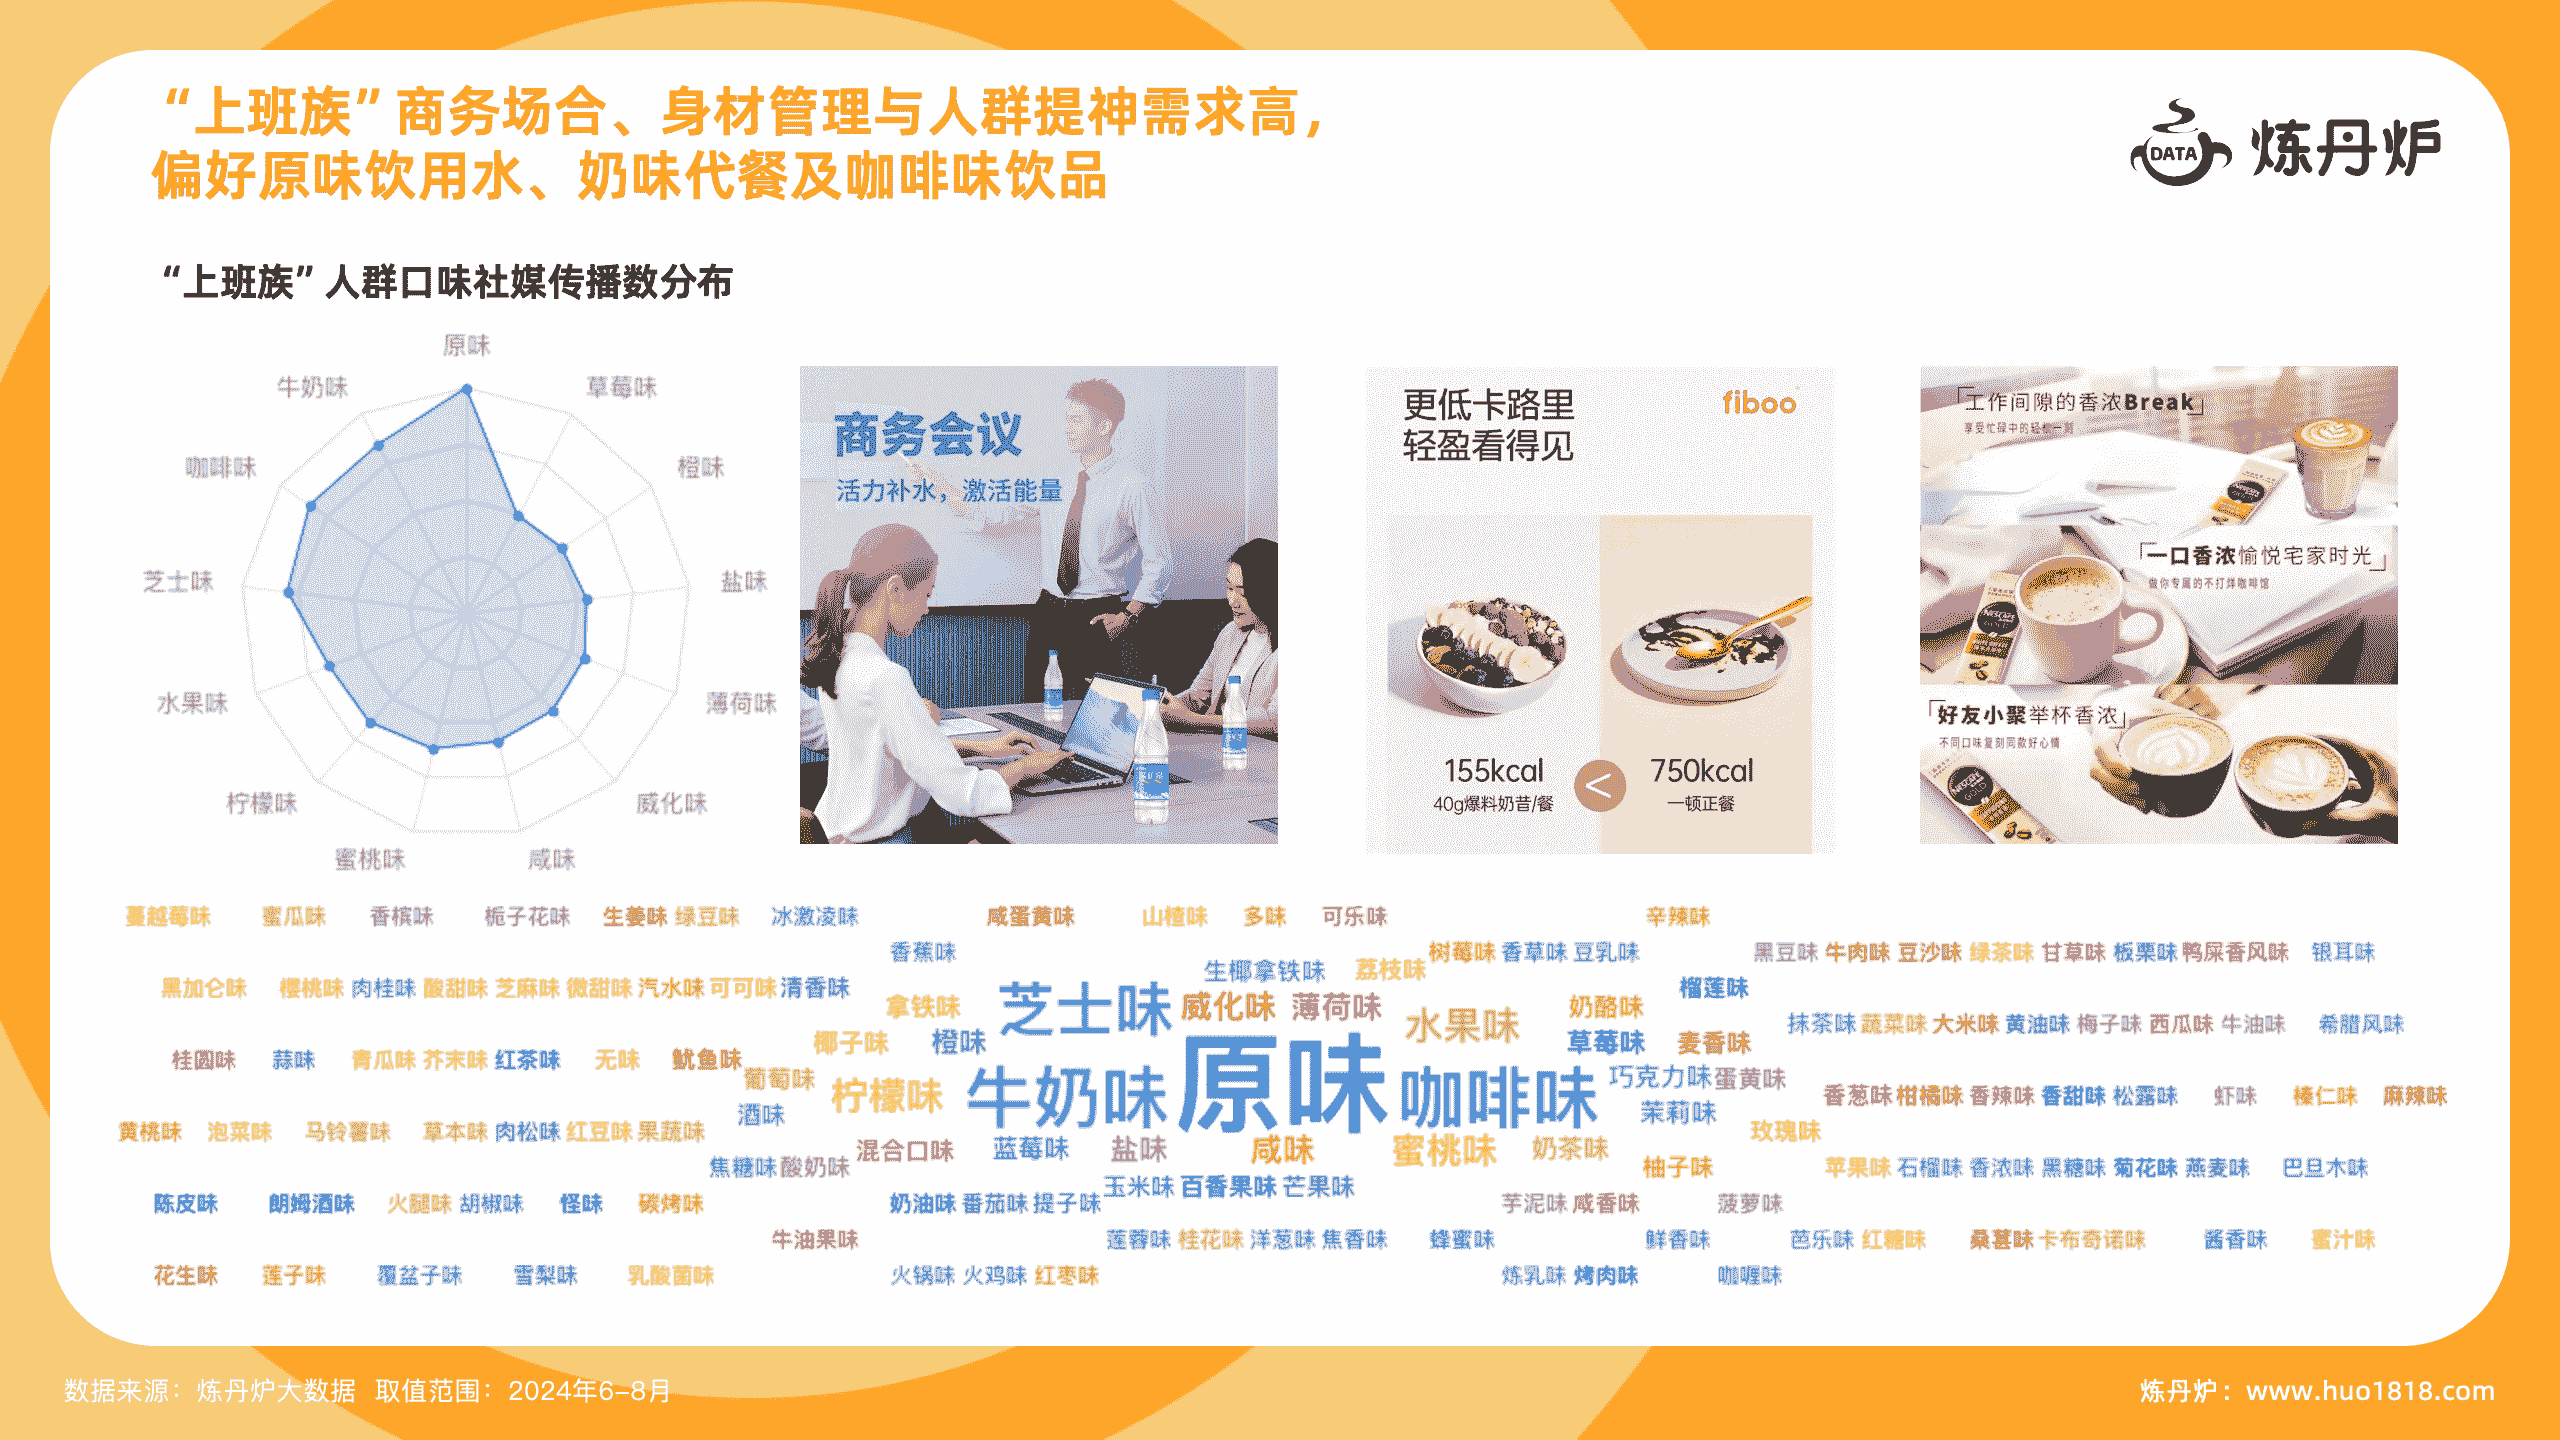 “上班族”商务场合、身材管理与人群提神需求高，
偏好原味饮用水、奶味代餐及咖啡味饮品
DATA 炼丹炉
“上班族”人群口味社媒传播数分布
原味
牛奶味 草莓味
咖啡味 橙味
芝士味 盐味
水果味 薄荷味
柠檬味 威化味
蜜桃味 咸味
商务会议
活力补水，激活能量
更低卡路里
轻盈看得见
fiboo
155kcal < 750kcal
40g爆料奶昔/餐 一顿正餐
「工作间隙的香浓Break」
享受忙碌中的轻松一刻
「一口香浓愉悦宅家时光」
做你专属的不打烊咖啡馆
「好友小聚举杯香浓」
不同口味复刻同款好心情
蔓越莓味 蜜瓜味 香槟味 栀子花味 生姜味 绿豆味 冰激凌味 咸蛋黄味 山楂味 多味 可乐味 辛辣味
香蕉味 树莓味 香草味 豆乳味 黑豆味 牛肉味 豆沙味 绿茶味 甘草味 板栗味 鸭屎香风味 银耳味
生椰拿铁味 荔枝味
黑加仑味 樱桃味 肉桂味 酸甜味 芝麻味 微甜味 汽水味 可可味 清香味 榴莲味
拿铁味 芝士味 威化味 薄荷味 水果味 奶酪味
抹茶味 蔬菜味 大米味 黄油味 梅子味 西瓜味 牛油味 希腊风味
椰子味 橙味 草莓味 麦香味
桂圆味 蒜味 青瓜味 芥末味 红茶味 无味 鱿鱼味
葡萄味 柠檬味 牛奶味 原味 咖啡味 巧克力味 蛋黄味
香葱味 柑橘味 香辣味 香甜味 松露味 虾味 榛仁味 麻辣味
酒味 茉莉味
黄桃味 泡菜味 马铃薯味 草本味 肉松味 红豆味 果蔬味 玫瑰味
混合口味 蓝莓味 盐味 咸味 蜜桃味 奶茶味
焦糖味 酸奶味 柚子味 苹果味 石榴味 香浓味 黑糖味 菊花味 燕麦味 巴旦木味
玉米味 百香果味 芒果味
陈皮味 朗姆酒味 火腿味 胡椒味 怪味 碳烤味 奶油味 番茄味 提子味 芋泥味 咸香味 菠萝味
牛油果味 莲蓉味 桂花味 洋葱味 焦香味 蜂蜜味 鲜香味 芭乐味 红糖味 桑葚味 卡布奇诺味 酱香味 蜜汁味
花生味 莲子味 覆盆子味 雪梨味 乳酸菌味 火锅味 火鸡味 红枣味 炼乳味 烤肉味 咖喱味
数据来源：炼丹炉大数据 取值范围：2024年6-8月
炼丹炉：www.huo1818.com